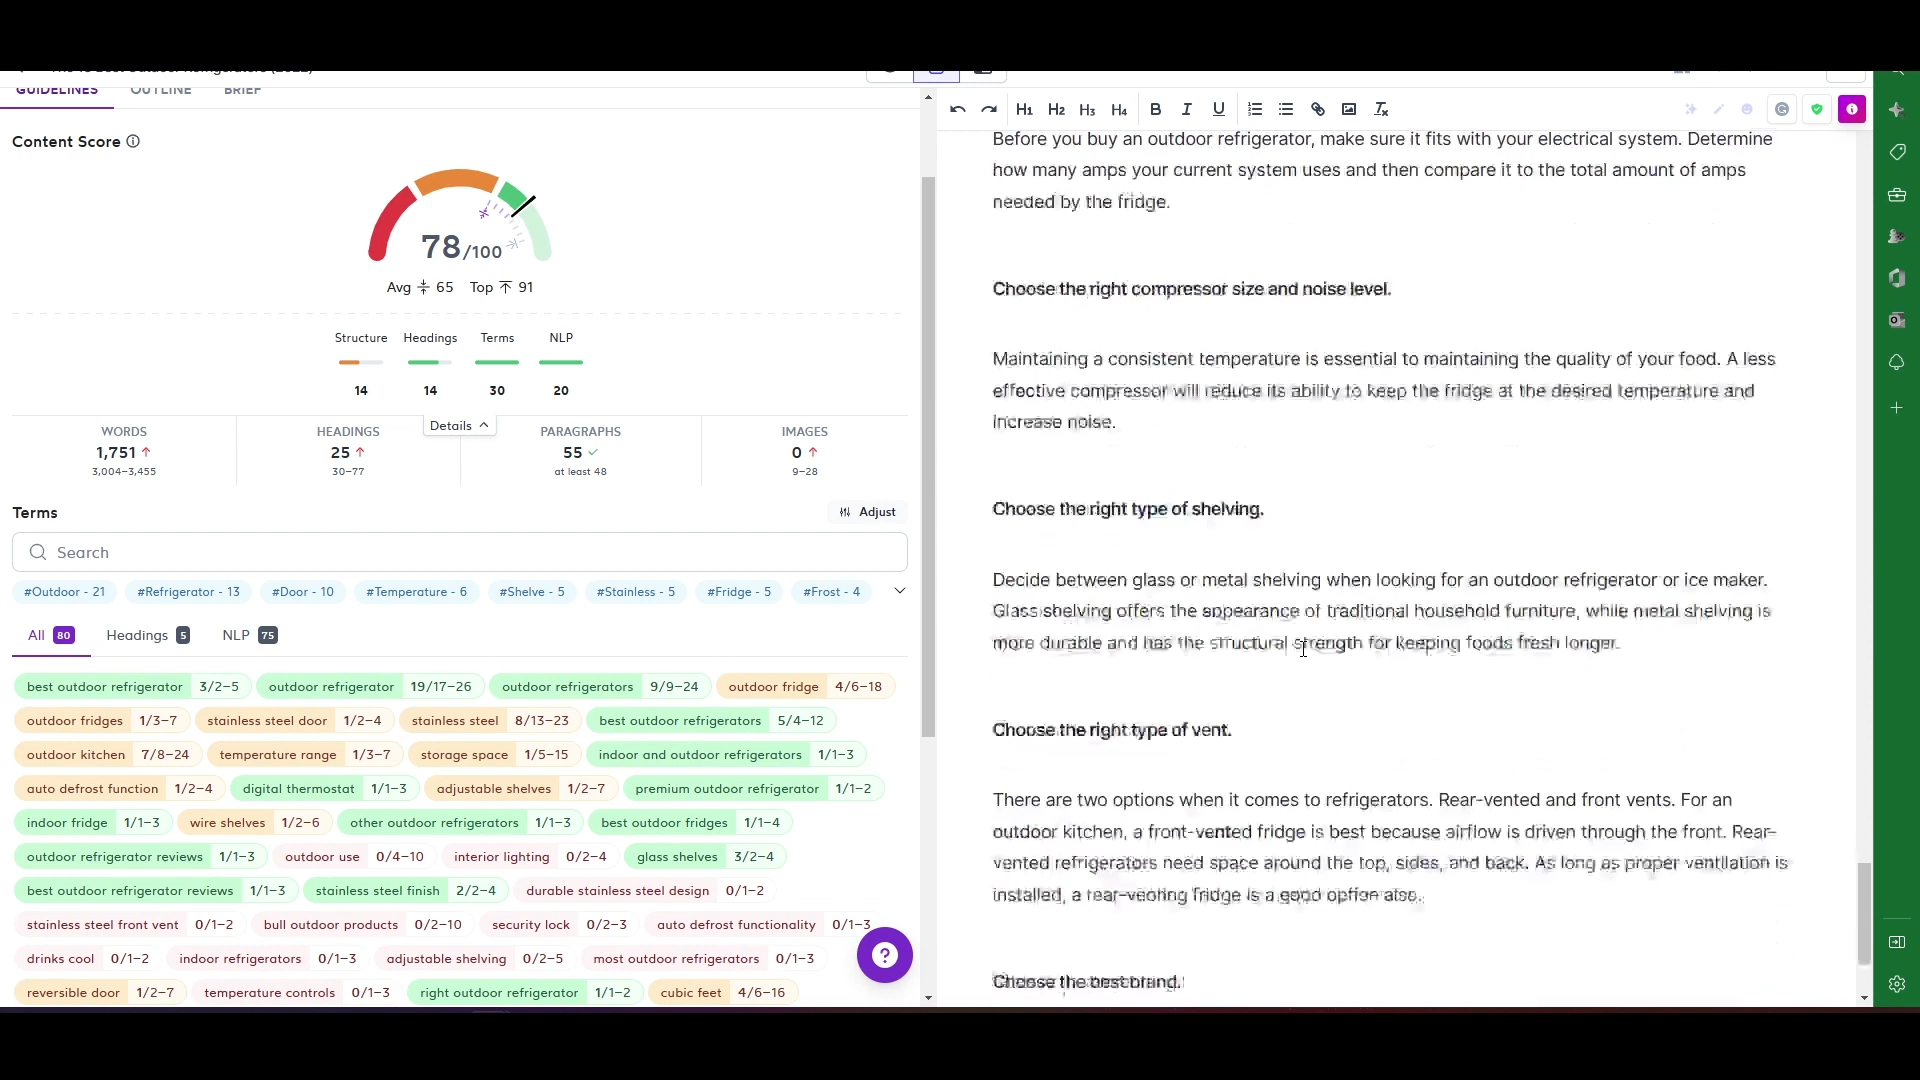 GUIDELINES OUTLINE BRIEF
Content Score
78/100
Avg 65 Top 91
Structure Headings Terms NLP
14 14 30 20
Details
WORDS HEADINGS PARAGRAPHS IMAGES
1,751 25 55 0
3,004–3,455 30–77 at least 48 9–28
Terms
Adjust
Search
#Outdoor - 21 #Refrigerator - 13 #Door - 10 #Temperature - 6 #Shelve - 5 #Stainless - 5 #Fridge - 5 #Frost - 4
All 80 Headings 5 NLP 75
best outdoor refrigerator 3/2–5 outdoor refrigerator 19/17–26 outdoor refrigerators 9/9–24 outdoor fridge 4/6–18
outdoor fridges 1/3–7 stainless steel door 1/2–4 stainless steel 8/13–23 best outdoor refrigerators 5/4–12
outdoor kitchen 7/8–24 temperature range 1/3–7 storage space 1/5–15 indoor and outdoor refrigerators 1/1–3
auto defrost function 1/2–4 digital thermostat 1/1–3 adjustable shelves 1/2–7 premium outdoor refrigerator 1/1–2
indoor fridge 1/1–3 wire shelves 1/2–6 other outdoor refrigerators 1/1–3 best outdoor fridges 1/1–4
outdoor refrigerator reviews 1/1–3 outdoor use 0/4–10 interior lighting 0/2–4 glass shelves 3/2–4
best outdoor refrigerator reviews 1/1–3 stainless steel finish 2/2–4 durable stainless steel design 0/1–2
stainless steel front vent 0/1–2 bull outdoor products 0/2–10 security lock 0/2–3 auto defrost functionality 0/1–3
drinks cool 0/1–2 indoor refrigerators 0/1–3 adjustable shelving 0/2–5 most outdoor refrigerators 0/1–3
reversible door 1/2–7 temperature controls 0/1–3 right outdoor refrigerator 1/1–2 cubic feet 4/6–16
H1 H2 H3 H4 B I U
Before you buy an outdoor refrigerator, make sure it fits with your electrical system. Determine
how many amps your current system uses and then compare it to the total amount of amps
needed by the fridge.
Choose the right compressor size and noise level.
Maintaining a consistent temperature is essential to maintaining the quality of your food. A less
effective compressor will reduce its ability to keep the fridge at the desired temperature and
increase noise.
Choose the right type of shelving.
Decide between glass or metal shelving when looking for an outdoor refrigerator or ice maker.
Glass shelving offers the appearance of traditional household furniture, while metal shelving is
more durable and has the structural strength for keeping foods fresh longer.
Choose the right type of vent.
There are two options when it comes to refrigerators. Rear-vented and front vents. For an
outdoor kitchen, a front-vented fridge is best because airflow is driven through the front. Rear-
vented refrigerators need space around the top, sides, and back. As long as proper ventilation is
installed, a rear-venting fridge is a good option also.
Choose the best brand.